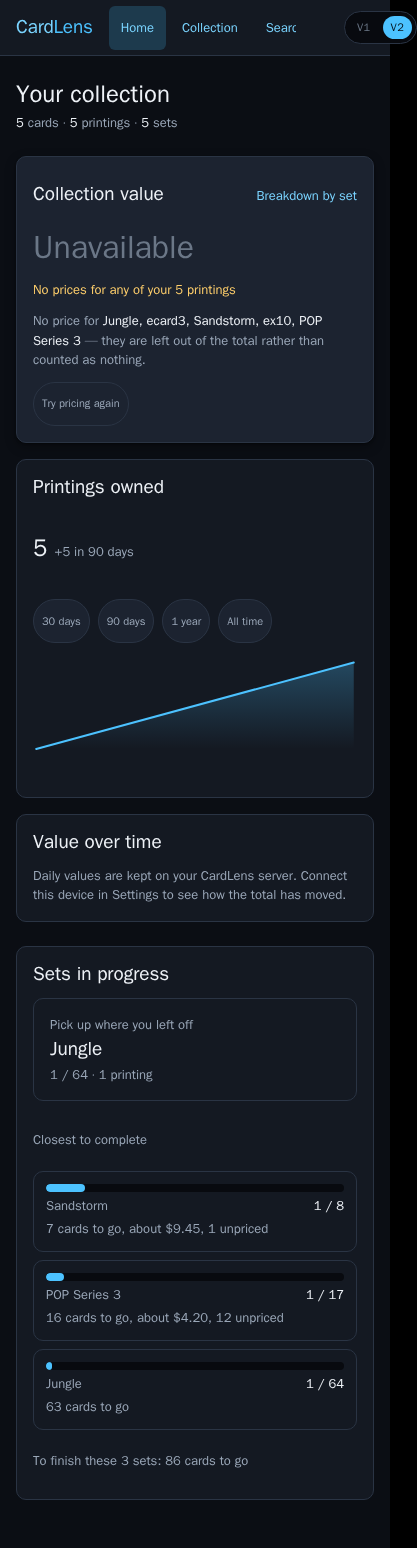 CardLens Home Collection Searc V1 V2
Your collection
5 cards · 5 printings · 5 sets
Collection value Breakdown by set
Unavailable
No prices for any of your 5 printings
No price for Jungle, ecard3, Sandstorm, ex10, POP
Series 3 — they are left out of the total rather than
counted as nothing.
Try pricing again
Printings owned
5 +5 in 90 days
30 days 90 days 1 year All time
Value over time
Daily values are kept on your CardLens server. Connect
this device in Settings to see how the total has moved.
Sets in progress
Pick up where you left off
Jungle
1 / 64 · 1 printing
Closest to complete
Sandstorm 1 / 8
7 cards to go, about $9.45, 1 unpriced
POP Series 3 1 / 17
16 cards to go, about $4.20, 12 unpriced
Jungle 1 / 64
63 cards to go
To finish these 3 sets: 86 cards to go